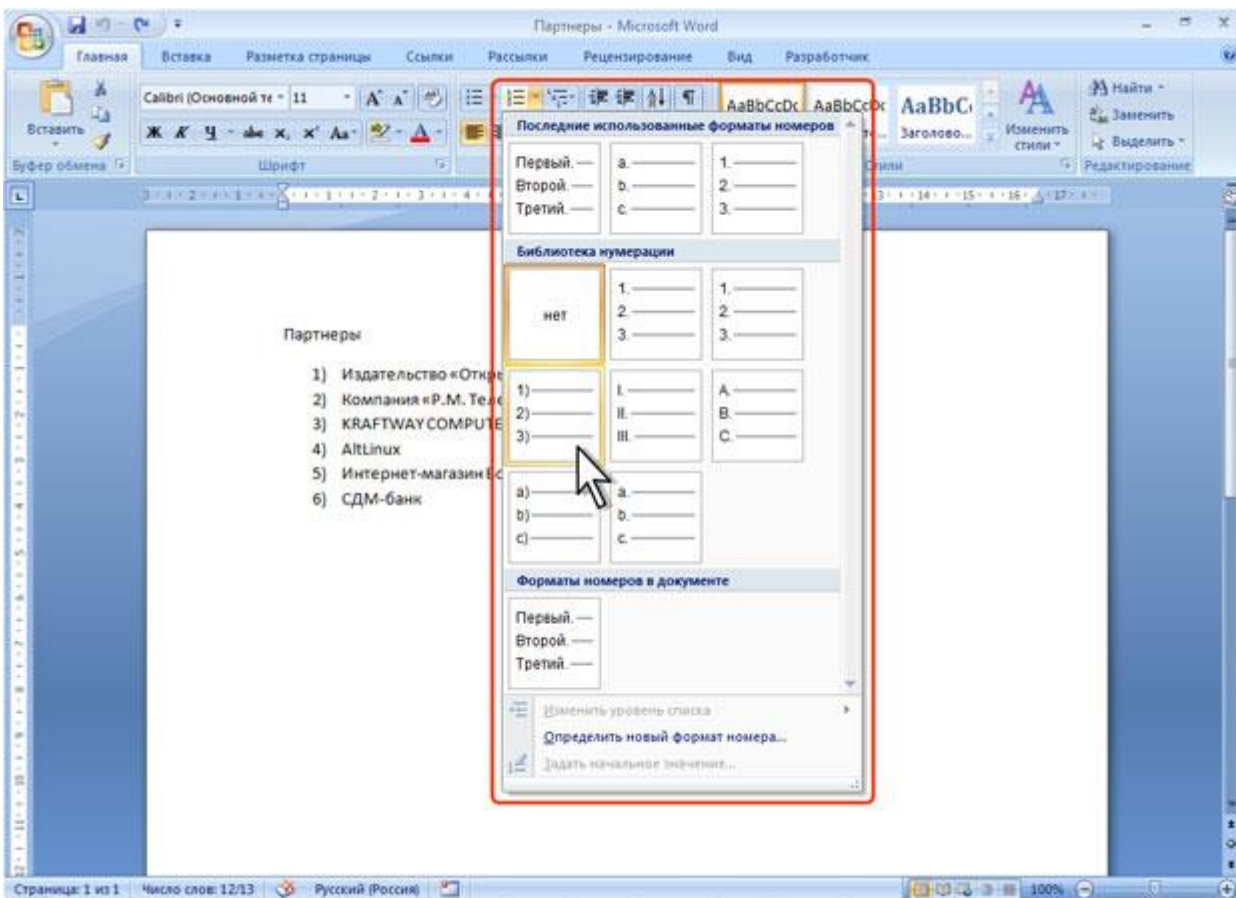 Партнеры - Microsoft Word
Главная Вставка Разметка страницы Ссылки Рассылки Рецензирование Вид Разработчик
Вставить
Calibri (Основной те 11
Ж К Ч abc x, x' Aa
AaBbCcDc AaBbCcDc AaBbC
Заголово...
Изменить стили
Найти
Заменить
Выделить
Буфер обмена Шрифт Редактирование
Последние использованные форматы номеров
Первый. a. 1.
Второй. b. 2.
Третий. c. 3.
Библиотека нумерации
нет
1. 1.
2. 2.
3. 3.
1) I. A.
2) II. B.
3) III. C.
a) a.
b) b.
c) c.
Форматы номеров в документе
Первый.
Второй.
Третий.
Изменить уровень списка
Определить новый формат номера...
Задать начальное значение...
Партнеры
1) Издательство «Откр
2) Компания «Р.М. Теле
3) KRAFTWAY COMPUTE
4) AltLinux
5) Интернет-магазин
6) СДМ-банк
Страница: 1 из 1 Число слов: 12/13 Русский (Россия) 100%